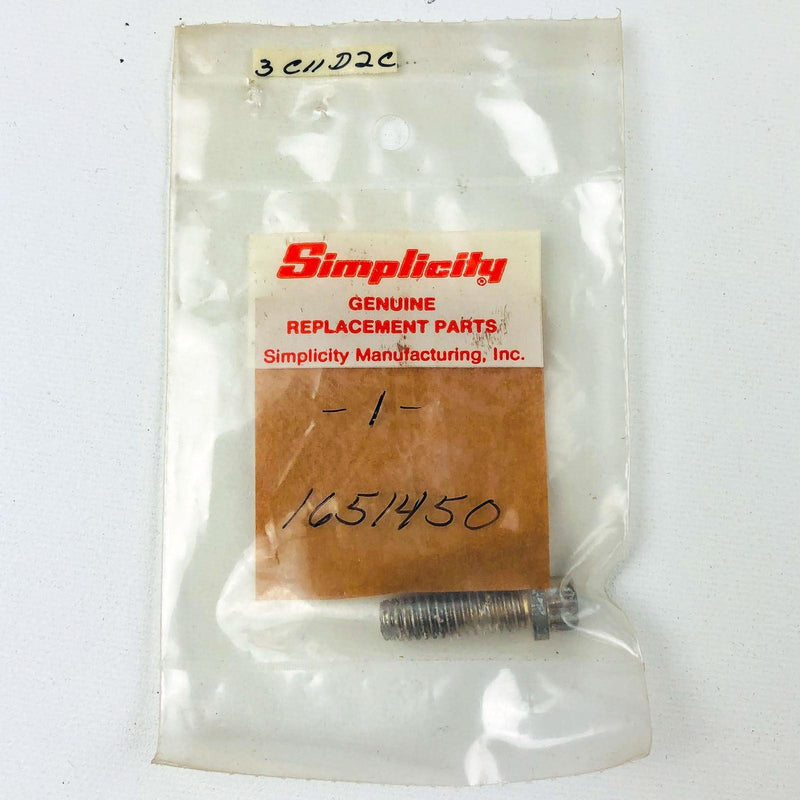 3C11D2C
Simplicity®
GENUINE
REPLACEMENT PARTS
Simplicity Manufacturing, Inc.
-1-
1651450